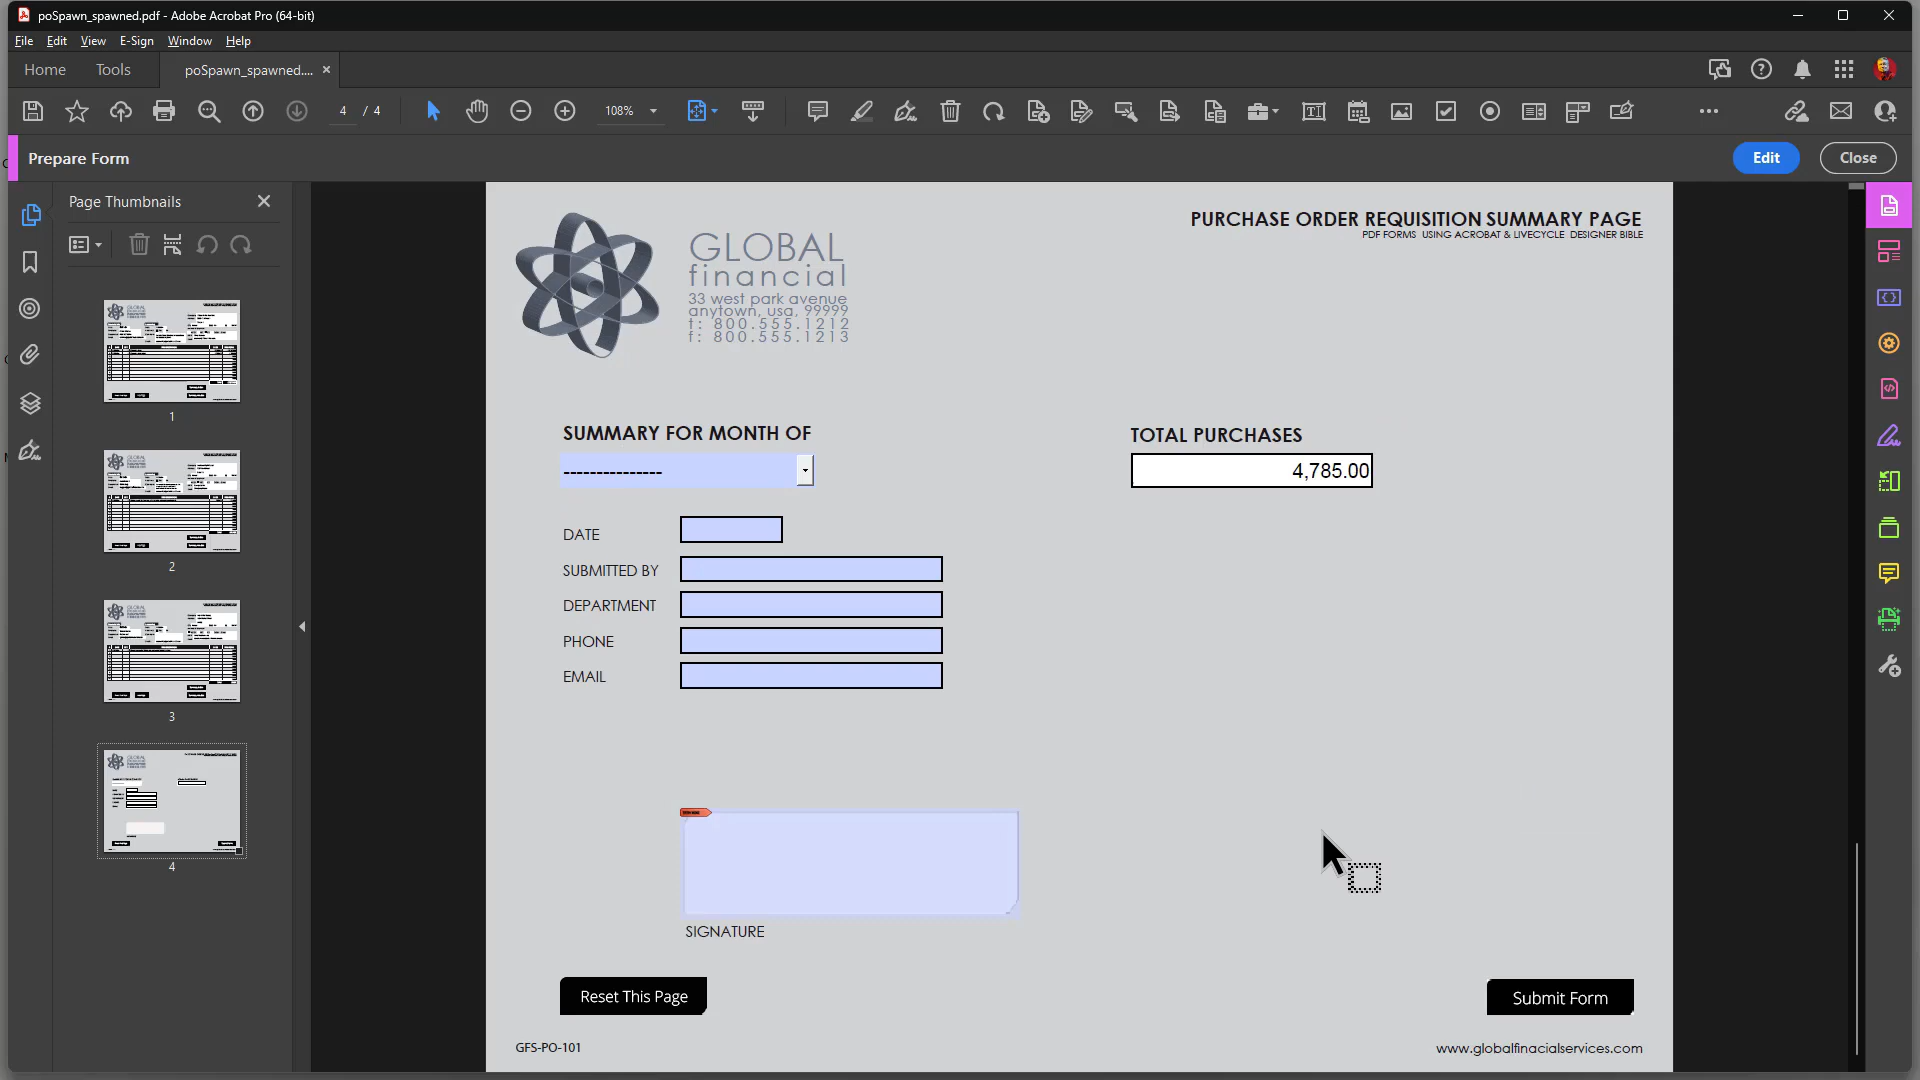 poSpawn_spawned.pdf - Adobe Acrobat Pro (64-bit)
File Edit View E-Sign Window Help
Home Tools poSpawn_spawned.... ×
4 / 4 108%
Prepare Form Edit Close
Page Thumbnails
1
2
3
4
GLOBAL
financial
33 west park avenue
anytown, usa, 99999
t: 800.555.1212
f: 800.555.1213
PURCHASE ORDER REQUISITION SUMMARY PAGE
PDF FORMS USING ACROBAT & LIVECYCLE DESIGNER BIBLE
SUMMARY FOR MONTH OF
---------------
TOTAL PURCHASES
4,785.00
DATE
SUBMITTED BY
DEPARTMENT
PHONE
EMAIL
SIGNATURE
Reset This Page
Submit Form
GFS-PO-101
www.globalfinacialservices.com